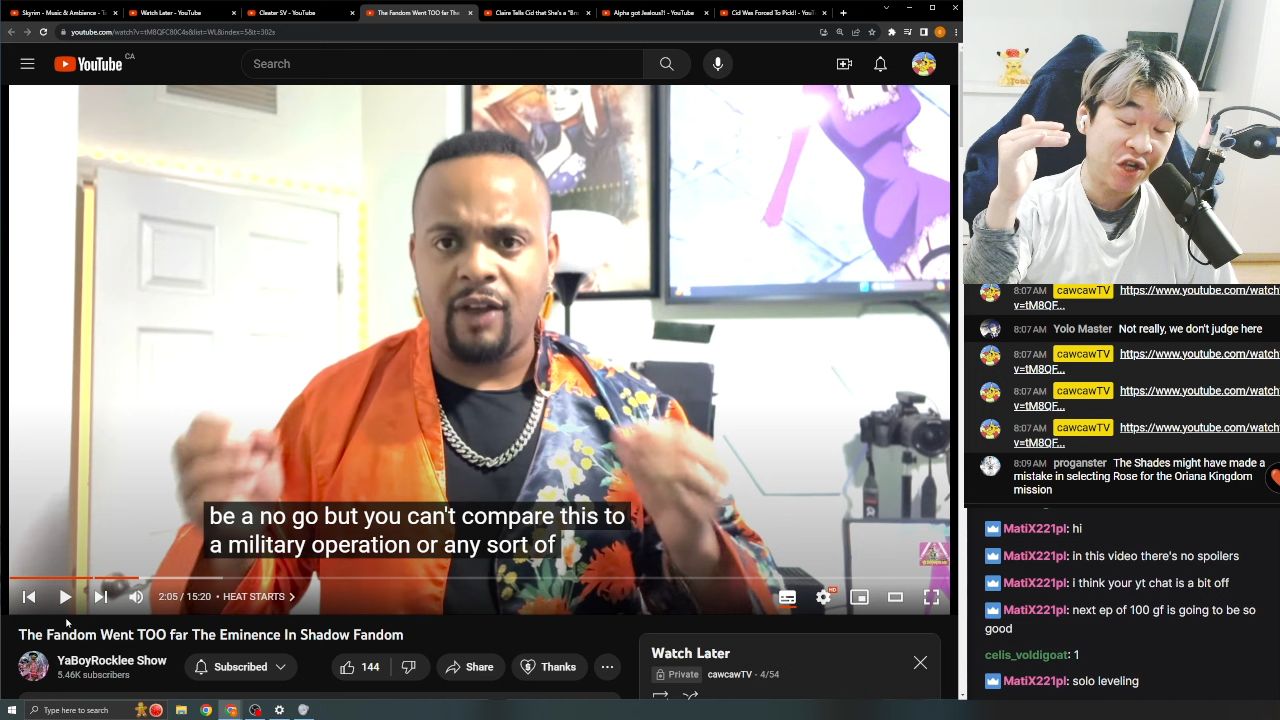 Skyrim - Music & Ambience - Ta
Watch Later - YouTube
Cleater SV - YouTube
The Fandom Went TOO far The
Claire Tells Cid that She's a "Bro
Alpha got Jealous?! - YouTube
Cid Was Forced To Pick!! - YouT
youtube.com/watch?v=tM8QFC80C4s&list=WL&index=5&t=302s
YouTube CA
Search
be a no go but you can't compare this to
a military operation or any sort of
2:05 / 15:20 • HEAT STARTS >
HD
The Fandom Went TOO far The Eminence In Shadow Fandom
YaBoyRocklee Show
5.46K subscribers
Subscribed
144
Share
Thanks
Watch Later
Private cawcawTV - 4/54
8:07 AM cawcawTV https://www.youtube.com/watch
v=tM8QF...
8:07 AM Yolo Master Not really, we don't judge here
8:07 AM cawcawTV https://www.youtube.com/watch
v=tM8QF...
8:07 AM cawcawTV https://www.youtube.com/watch
v=tM8QF...
8:07 AM cawcawTV https://www.youtube.com/watch
v=tM8QF...
8:09 AM proganster The Shades might have made a
mistake in selecting Rose for the Oriana Kingdom
mission
MatiX221pl: hi
MatiX221pl: in this video there's no spoilers
MatiX221pl: i think your yt chat is a bit off
MatiX221pl: next ep of 100 gf is going to be so
good
celis_voldigoat: 1
MatiX221pl: solo leveling
Type here to search